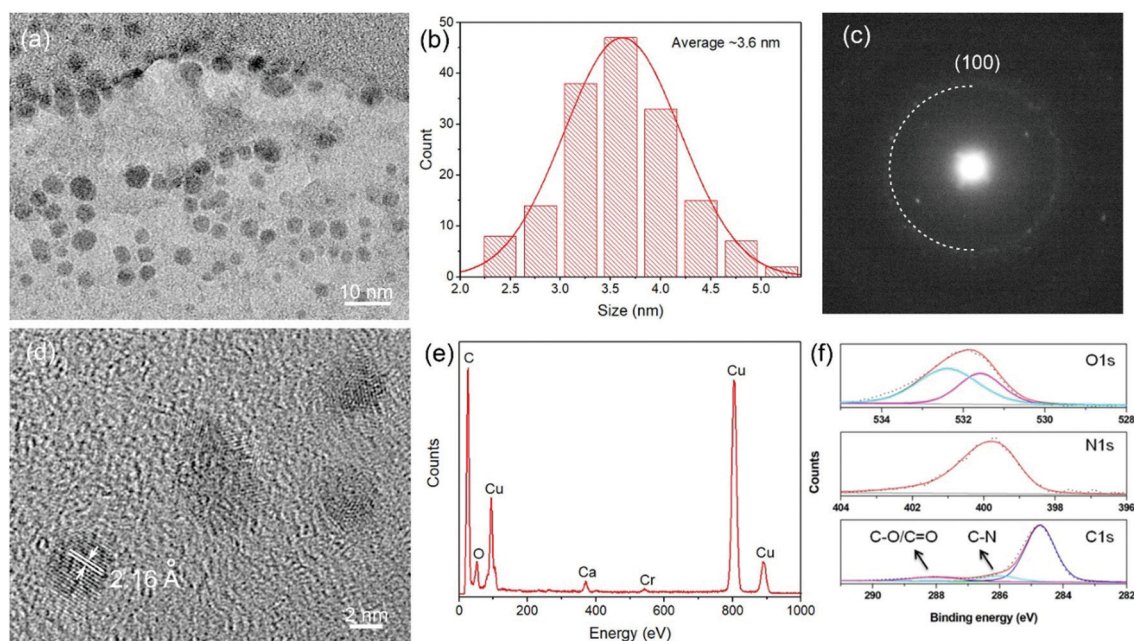 (a)
10 nm
(b)
Average ~3.6 nm
50
40
30
20
10
0
Count
2.0 2.5 3.0 3.5 4.0 4.5 5.0
Size (nm)
(c)
(100)
(d)
2.16 Å
2 nm
(e)
C
O
Cu
Ca
Cr
Cu
Cu
Counts
0 200 400 600 800 1000
Energy (eV)
(f)
O1s
534 532 530 528
N1s
404 402 400 398 396
C-O/C=O
C-N
C1s
290 288 286 284 282
Counts
Binding energy (eV)